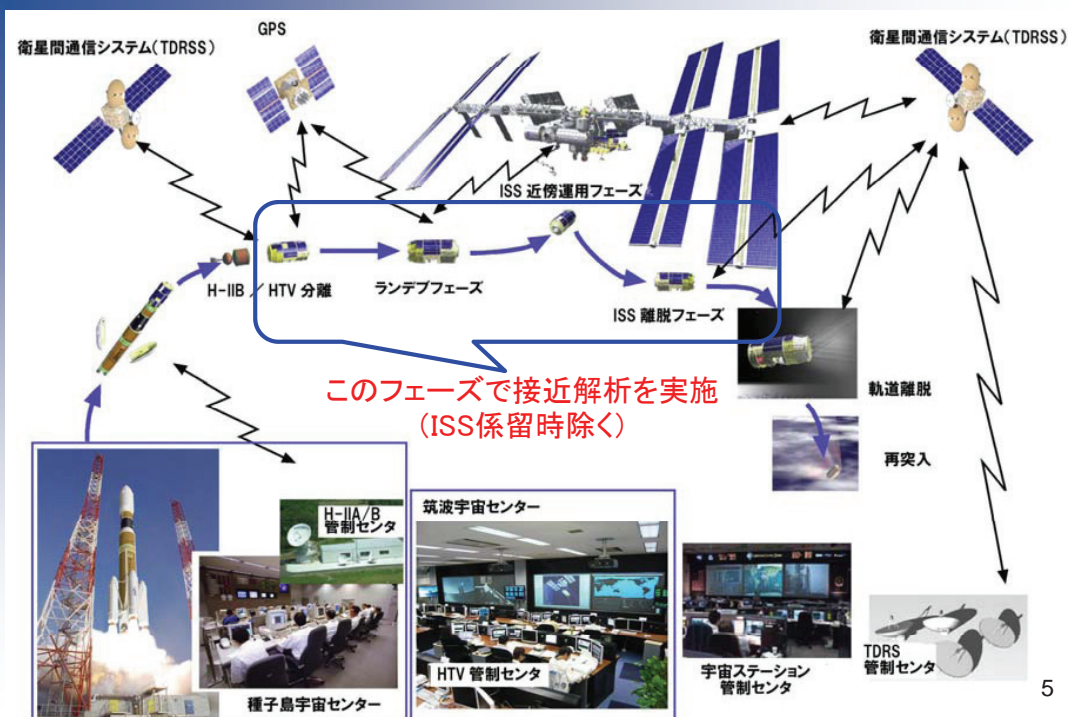 GPS
衛星間通信システム(TDRSS)
衛星間通信システム(TDRSS)
ISS 近傍運用フェーズ
H-IIB / HTV 分離
ランデブフェーズ
ISS 離脱フェーズ
このフェーズで接近解析を実施
(ISS係留時除く)
軌道離脱
再突入
H-IIA/B
管制センタ
種子島宇宙センター
筑波宇宙センター
HTV 管制センタ
宇宙ステーション
管制センタ
TDRS
管制センタ
5